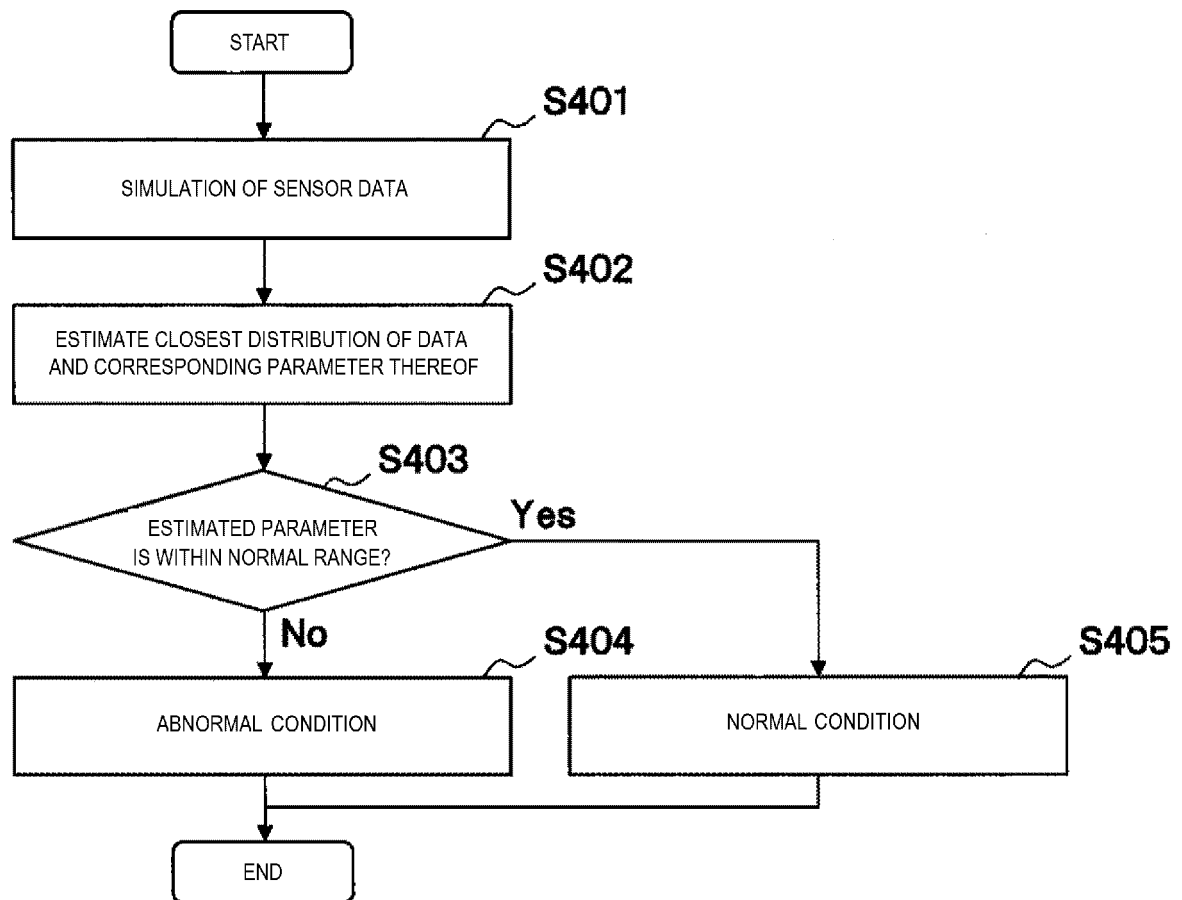 START
S401
SIMULATION OF SENSOR DATA
S402
ESTIMATE CLOSEST DISTRIBUTION OF DATA
AND CORRESPONDING PARAMETER THEREOF
S403
ESTIMATED PARAMETER
IS WITHIN NORMAL RANGE?
Yes
No
S404
ABNORMAL CONDITION
S405
NORMAL CONDITION
END